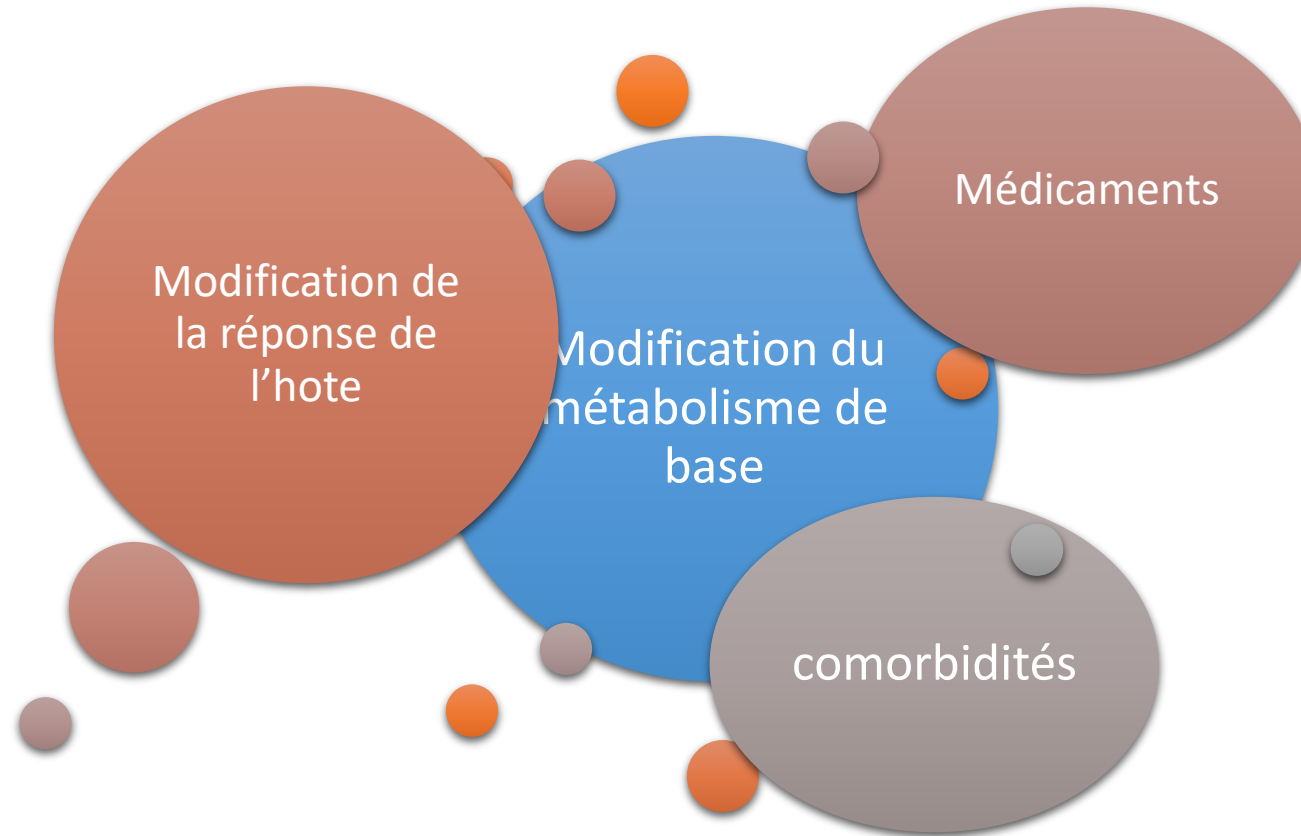 Modification de
la réponse de
l’hote
Modification du
métabolisme de
base
Médicaments
comorbidités